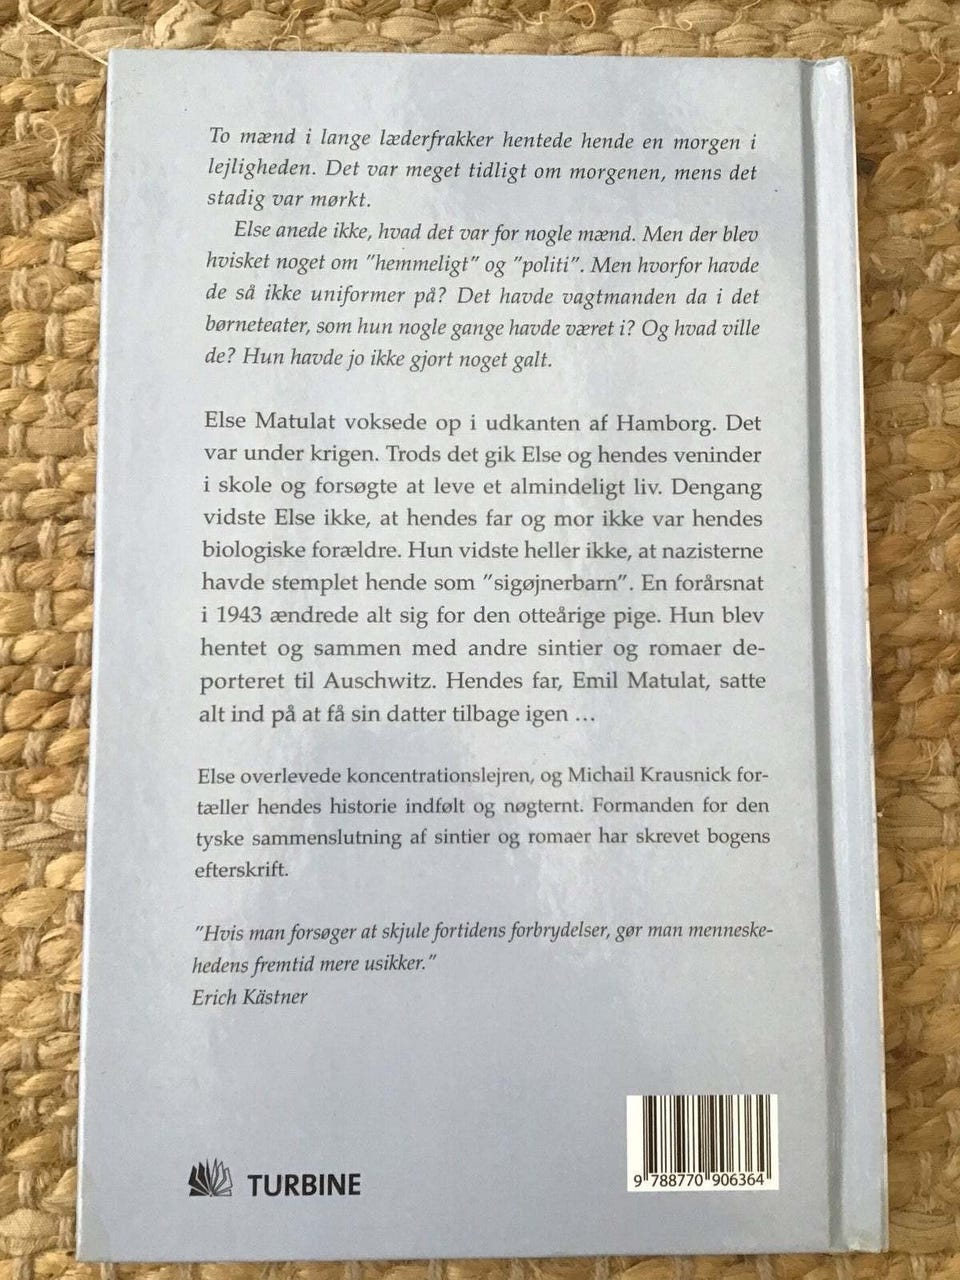 To mænd i lange læderfrakker hentede hende en morgen i
lejligheden. Det var meget tidligt om morgenen, mens det
stadig var mørkt.
Else anede ikke, hvad det var for nogle mænd. Men der blev
hvisket noget om ”hemmeligt” og ”politi”. Men hvorfor havde
de så ikke uniformer på? Det havde vagtmanden da i det
børneteater, som hun nogle gange havde været i? Og hvad ville
de? Hun havde jo ikke gjort noget galt.
Else Matulat voksede op i udkanten af Hamborg. Det
var under krigen. Trods det gik Else og hendes veninder
i skole og forsøgte at leve et almindeligt liv. Dengang
vidste Else ikke, at hendes far og mor ikke var hendes
biologiske forældre. Hun vidste heller ikke, at nazisterne
havde stemplet hende som ”sigøjnerbarn”. En forårsnat
i 1943 ændrede alt sig for den otteårige pige. Hun blev
hentet og sammen med andre sintier og romaer de-
porteret til Auschwitz. Hendes far, Emil Matulat, satte
alt ind på at få sin datter tilbage igen ...
Else overlevede koncentrationslejren, og Michail Krausnick for-
tæller hendes historie indfølt og nøgternt. Formanden for den
tyske sammenslutning af sintier og romaer har skrevet bogens
efterskrift.
”Hvis man forsøger at skjule fortidens forbrydelser, gør man menneske-
hedens fremtid mere usikker.”
Erich Kästner
TURBINE
9 788770 906364